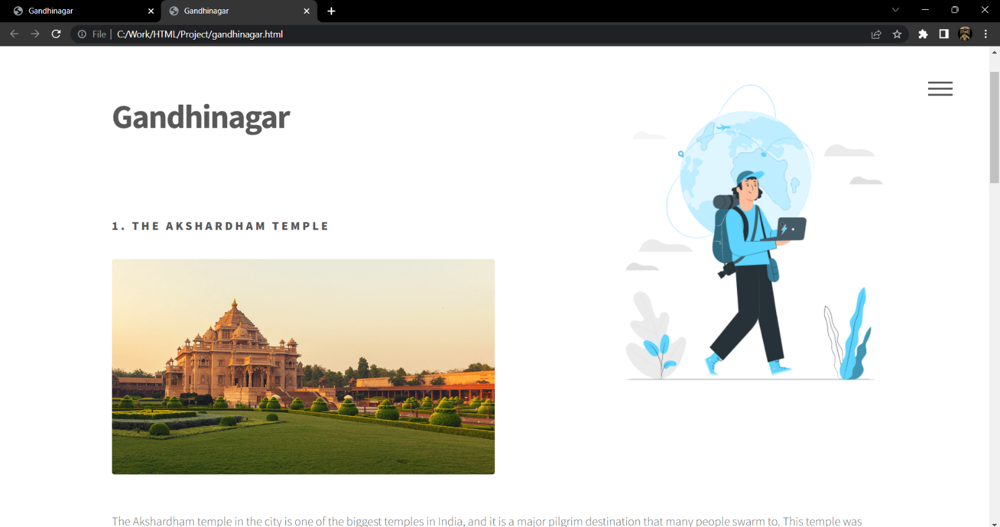 Gandhinagar
Gandhinagar
File | C:/Work/HTML/Project/gandhinagar.html
Gandhinagar
1. THE AKSHARDHAM TEMPLE
The Akshardham temple in the city is one of the biggest temples in India, and it is a major pilgrim destination that many people swarm to. This temple was